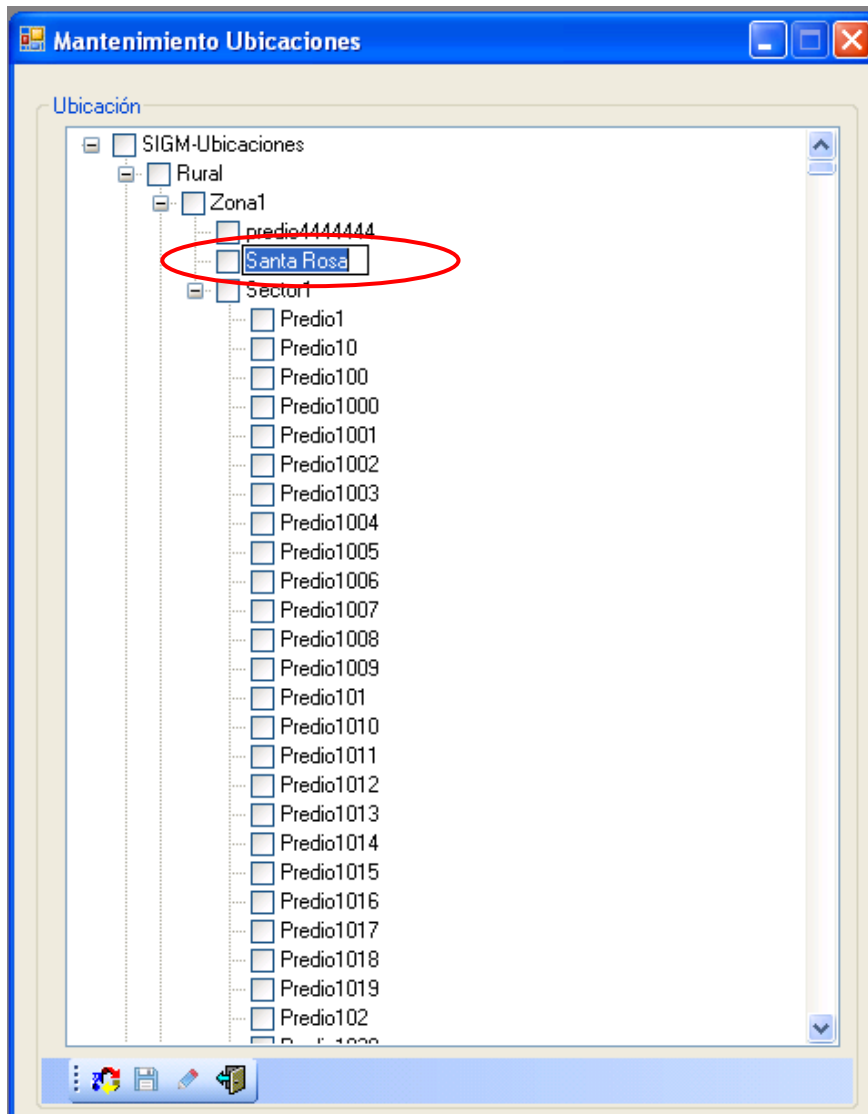 Mantenimiento Ubicaciones
Ubicación
SIGM-Ubicaciones
Rural
Zona1
predio4444444
Santa Rosa
Sector1
Predio1
Predio10
Predio100
Predio1000
Predio1001
Predio1002
Predio1003
Predio1004
Predio1005
Predio1006
Predio1007
Predio1008
Predio1009
Predio101
Predio1010
Predio1011
Predio1012
Predio1013
Predio1014
Predio1015
Predio1016
Predio1017
Predio1018
Predio1019
Predio102